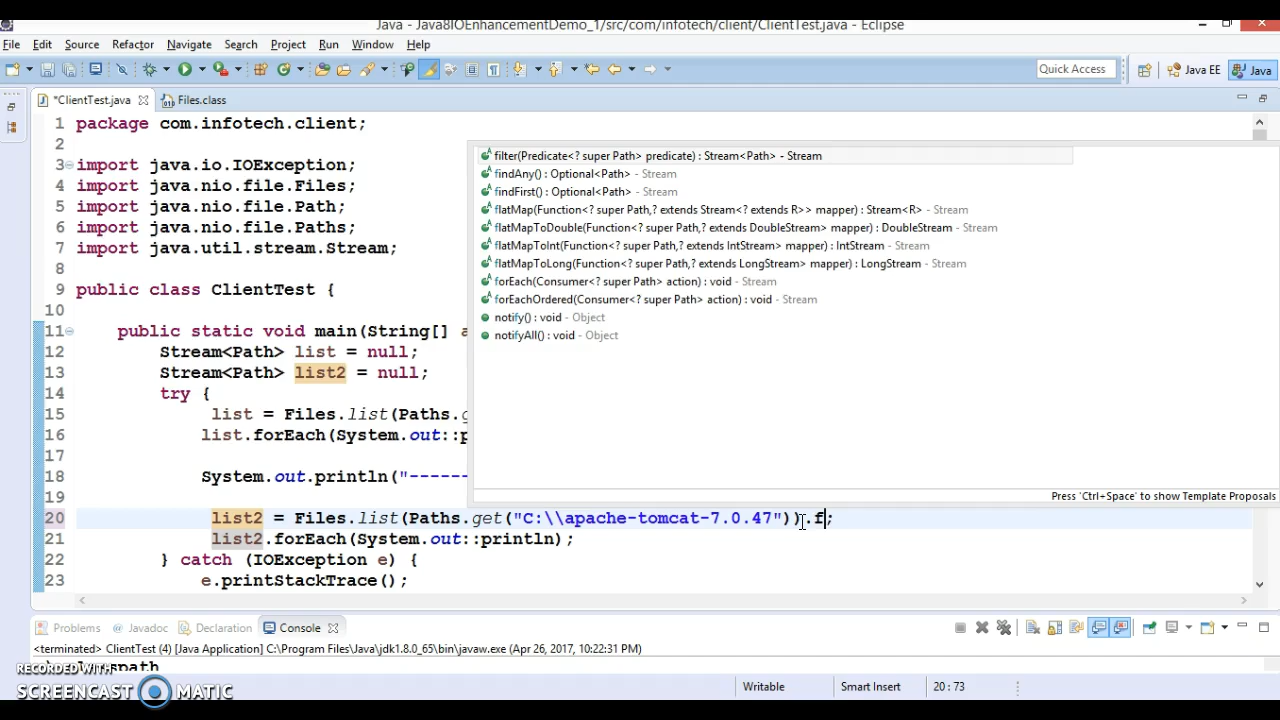 Java - Java8IOEnhancementDemo_1/src/com/infotech/client/ClientTest.java - Eclipse
File Edit Source Refactor Navigate Search Project Run Window Help
Quick Access Java EE Java
*ClientTest.java Files.class
1 package com.infotech.client;
2
3 import java.io.IOException;
4 import java.nio.file.Files;
5 import java.nio.file.Path;
6 import java.nio.file.Paths;
7 import java.util.stream.Stream;
8
9 public class ClientTest {
10
11 public static void main(String[] a
12 Stream<Path> list = null;
13 Stream<Path> list2 = null;
14 try {
15 list = Files.list(Paths.g
16 list.forEach(System.out::p
17
18 System.out.println("------
19
20 list2 = Files.list(Paths.get("C:\\apache-tomcat-7.0.47")).f;
21 list2.forEach(System.out::println);
22 } catch (IOException e) {
23 e.printStackTrace();
filter(Predicate<? super Path> predicate) : Stream<Path> - Stream
findAny() : Optional<Path> - Stream
findFirst() : Optional<Path> - Stream
flatMap(Function<? super Path,? extends Stream<? extends R>> mapper) : Stream<R> - Stream
flatMapToDouble(Function<? super Path,? extends DoubleStream> mapper) : DoubleStream - Stream
flatMapToInt(Function<? super Path,? extends IntStream> mapper) : IntStream - Stream
flatMapToLong(Function<? super Path,? extends LongStream> mapper) : LongStream - Stream
forEach(Consumer<? super Path> action) : void - Stream
forEachOrdered(Consumer<? super Path> action) : void - Stream
notify() : void - Object
notifyAll() : void - Object
Press 'Ctrl+Space' to show Template Proposals
Problems @ Javadoc Declaration Console
<terminated> ClientTest (4) [Java Application] C:\Program Files\Java\jdk1.8.0_65\bin\javaw.exe (Apr 26, 2017, 10:22:31 PM)
RECORDED WITH
SCREENCAST MATIC
Writable Smart Insert 20 : 73